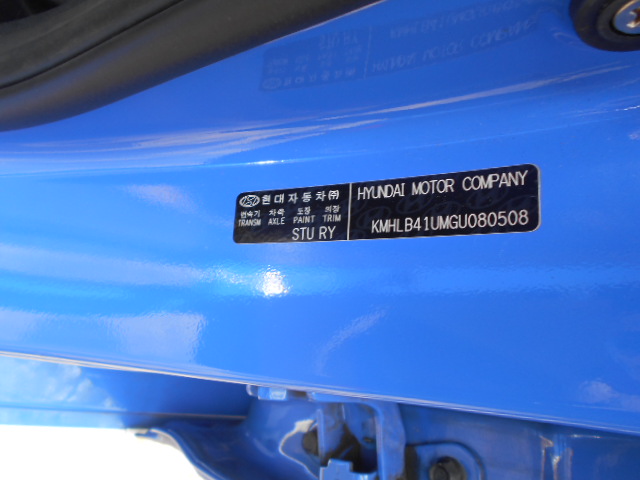 현대자동차㈜
변속기 차축 도장 의장
TRANSM AXLE PAINT TRIM
STU RY
HYUNDAI MOTOR COMPANY
KMHLB41UMGU080508